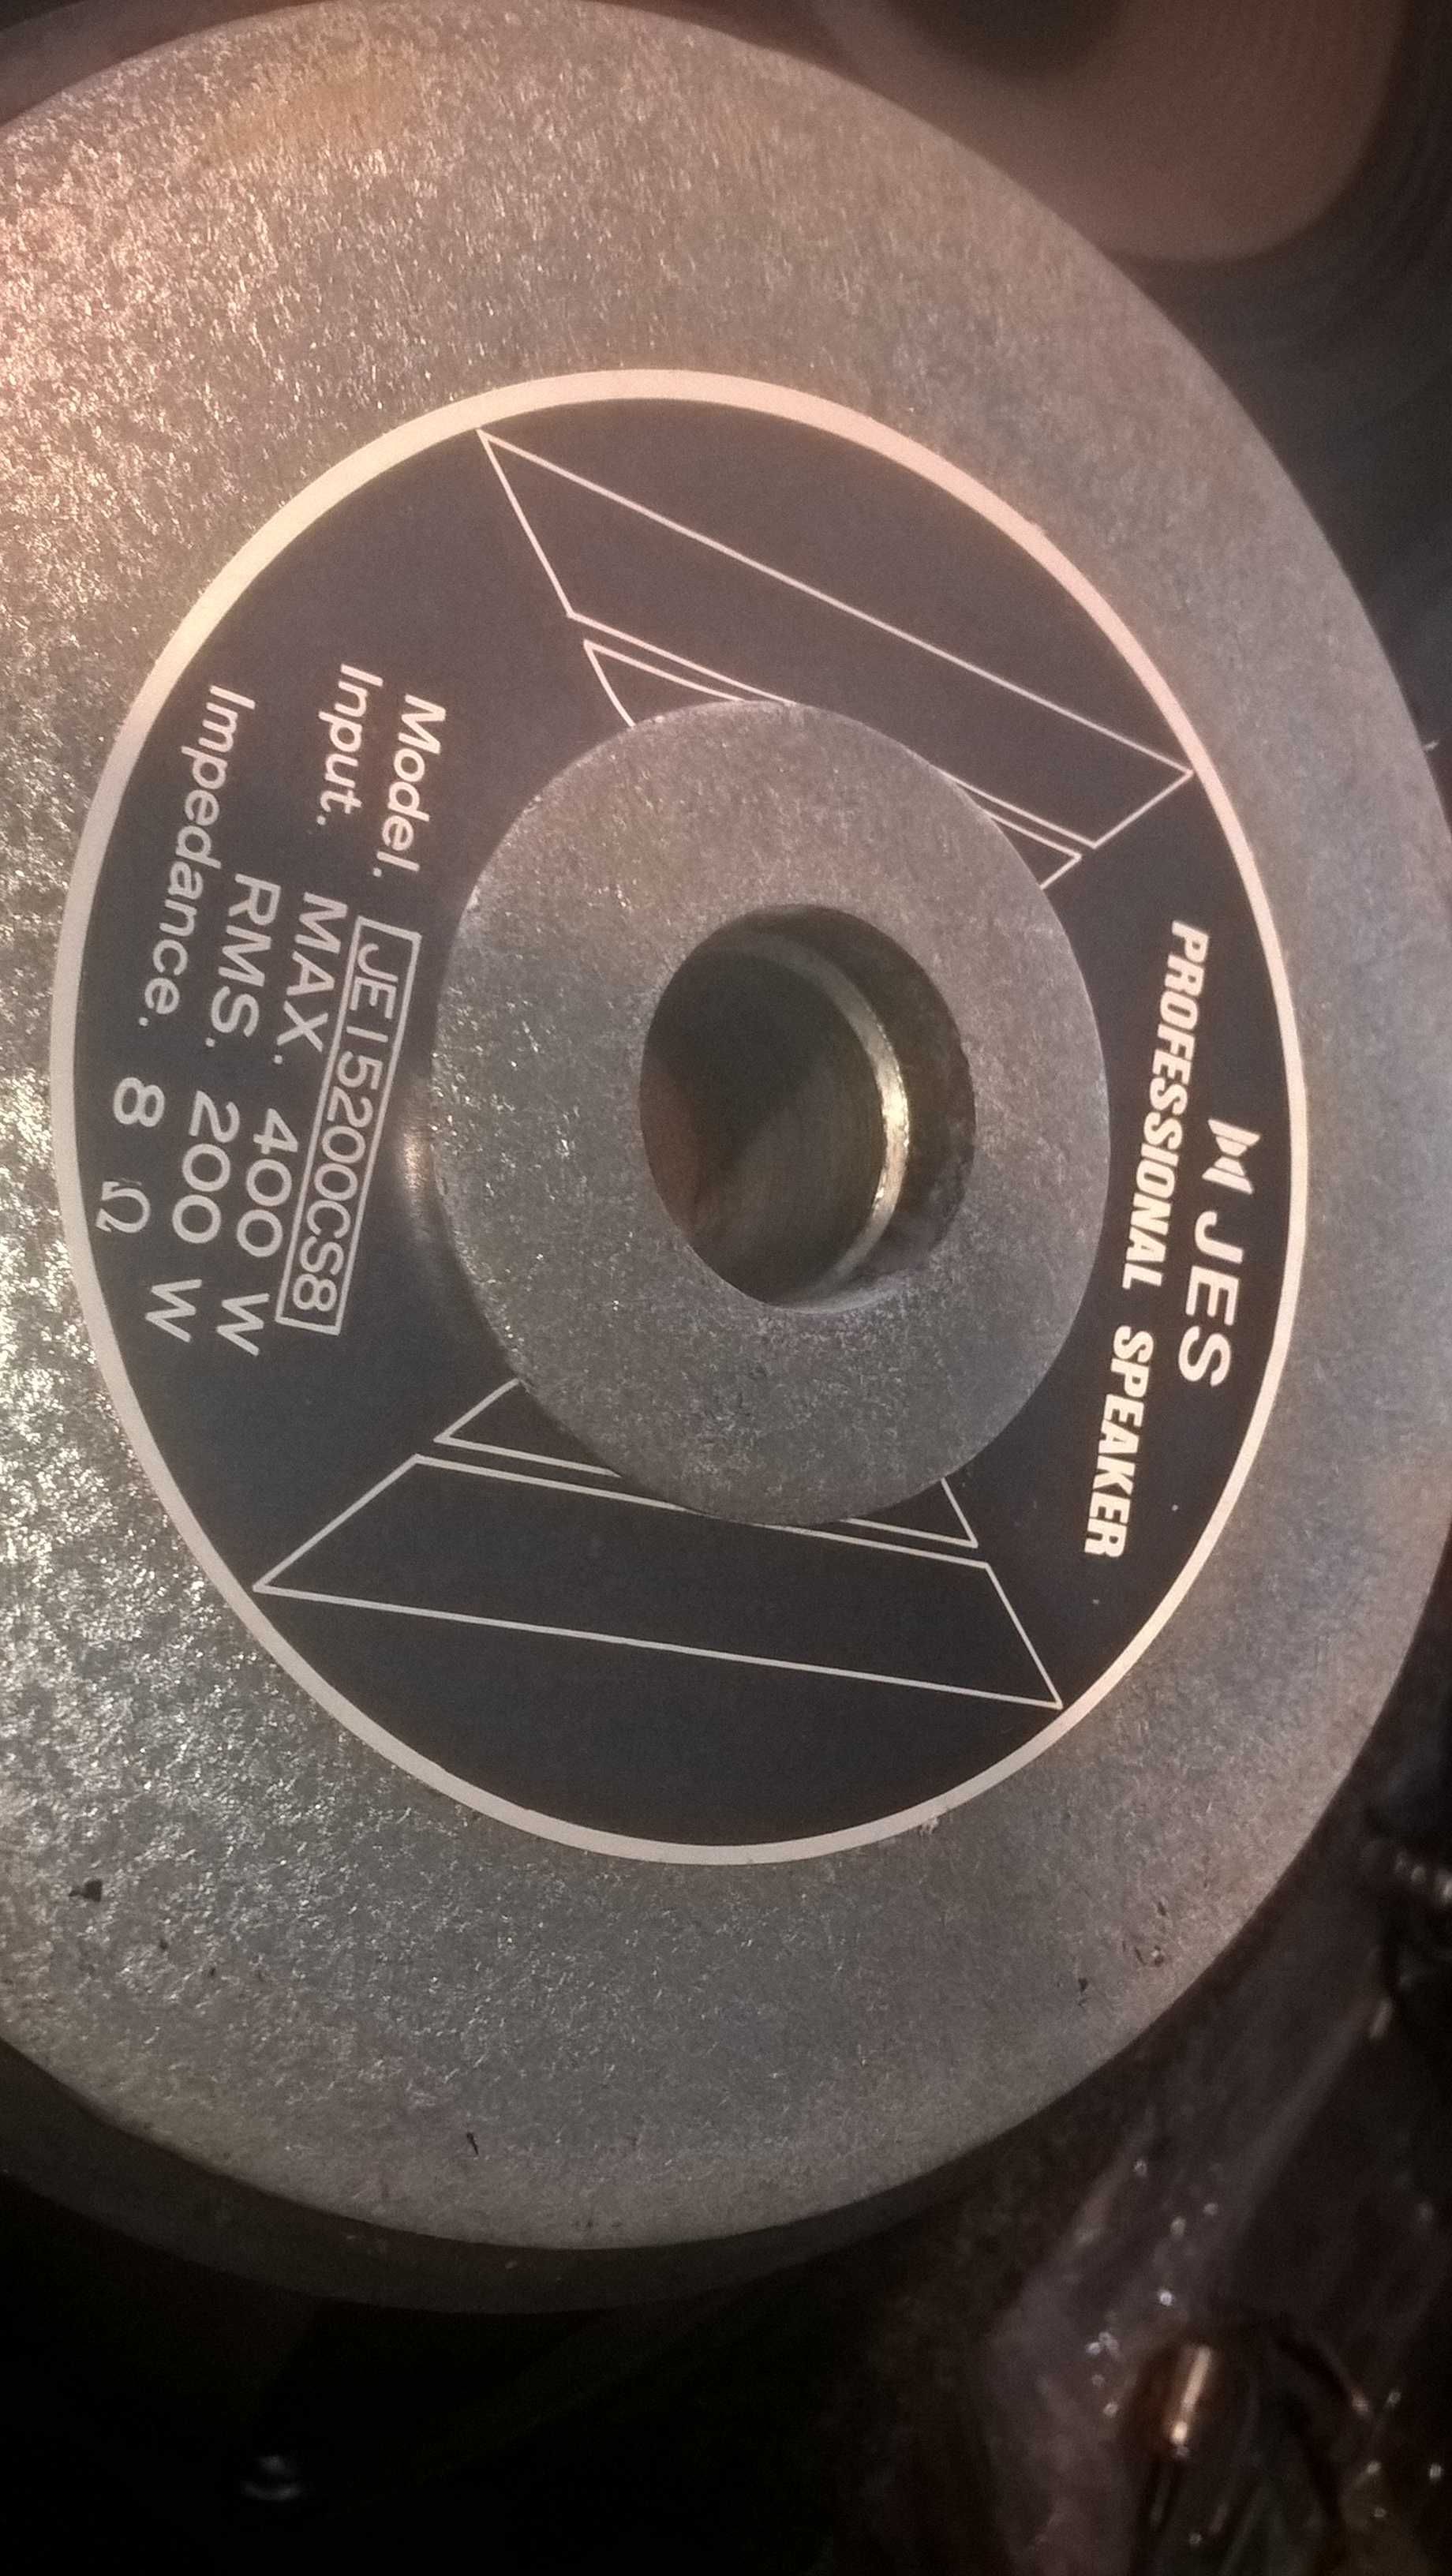 JES
PROFESSIONAL SPEAKER
Model. JE15200CS8
Input. MAX. 400 W
RMS. 200 W
Impedance. 8 Ω